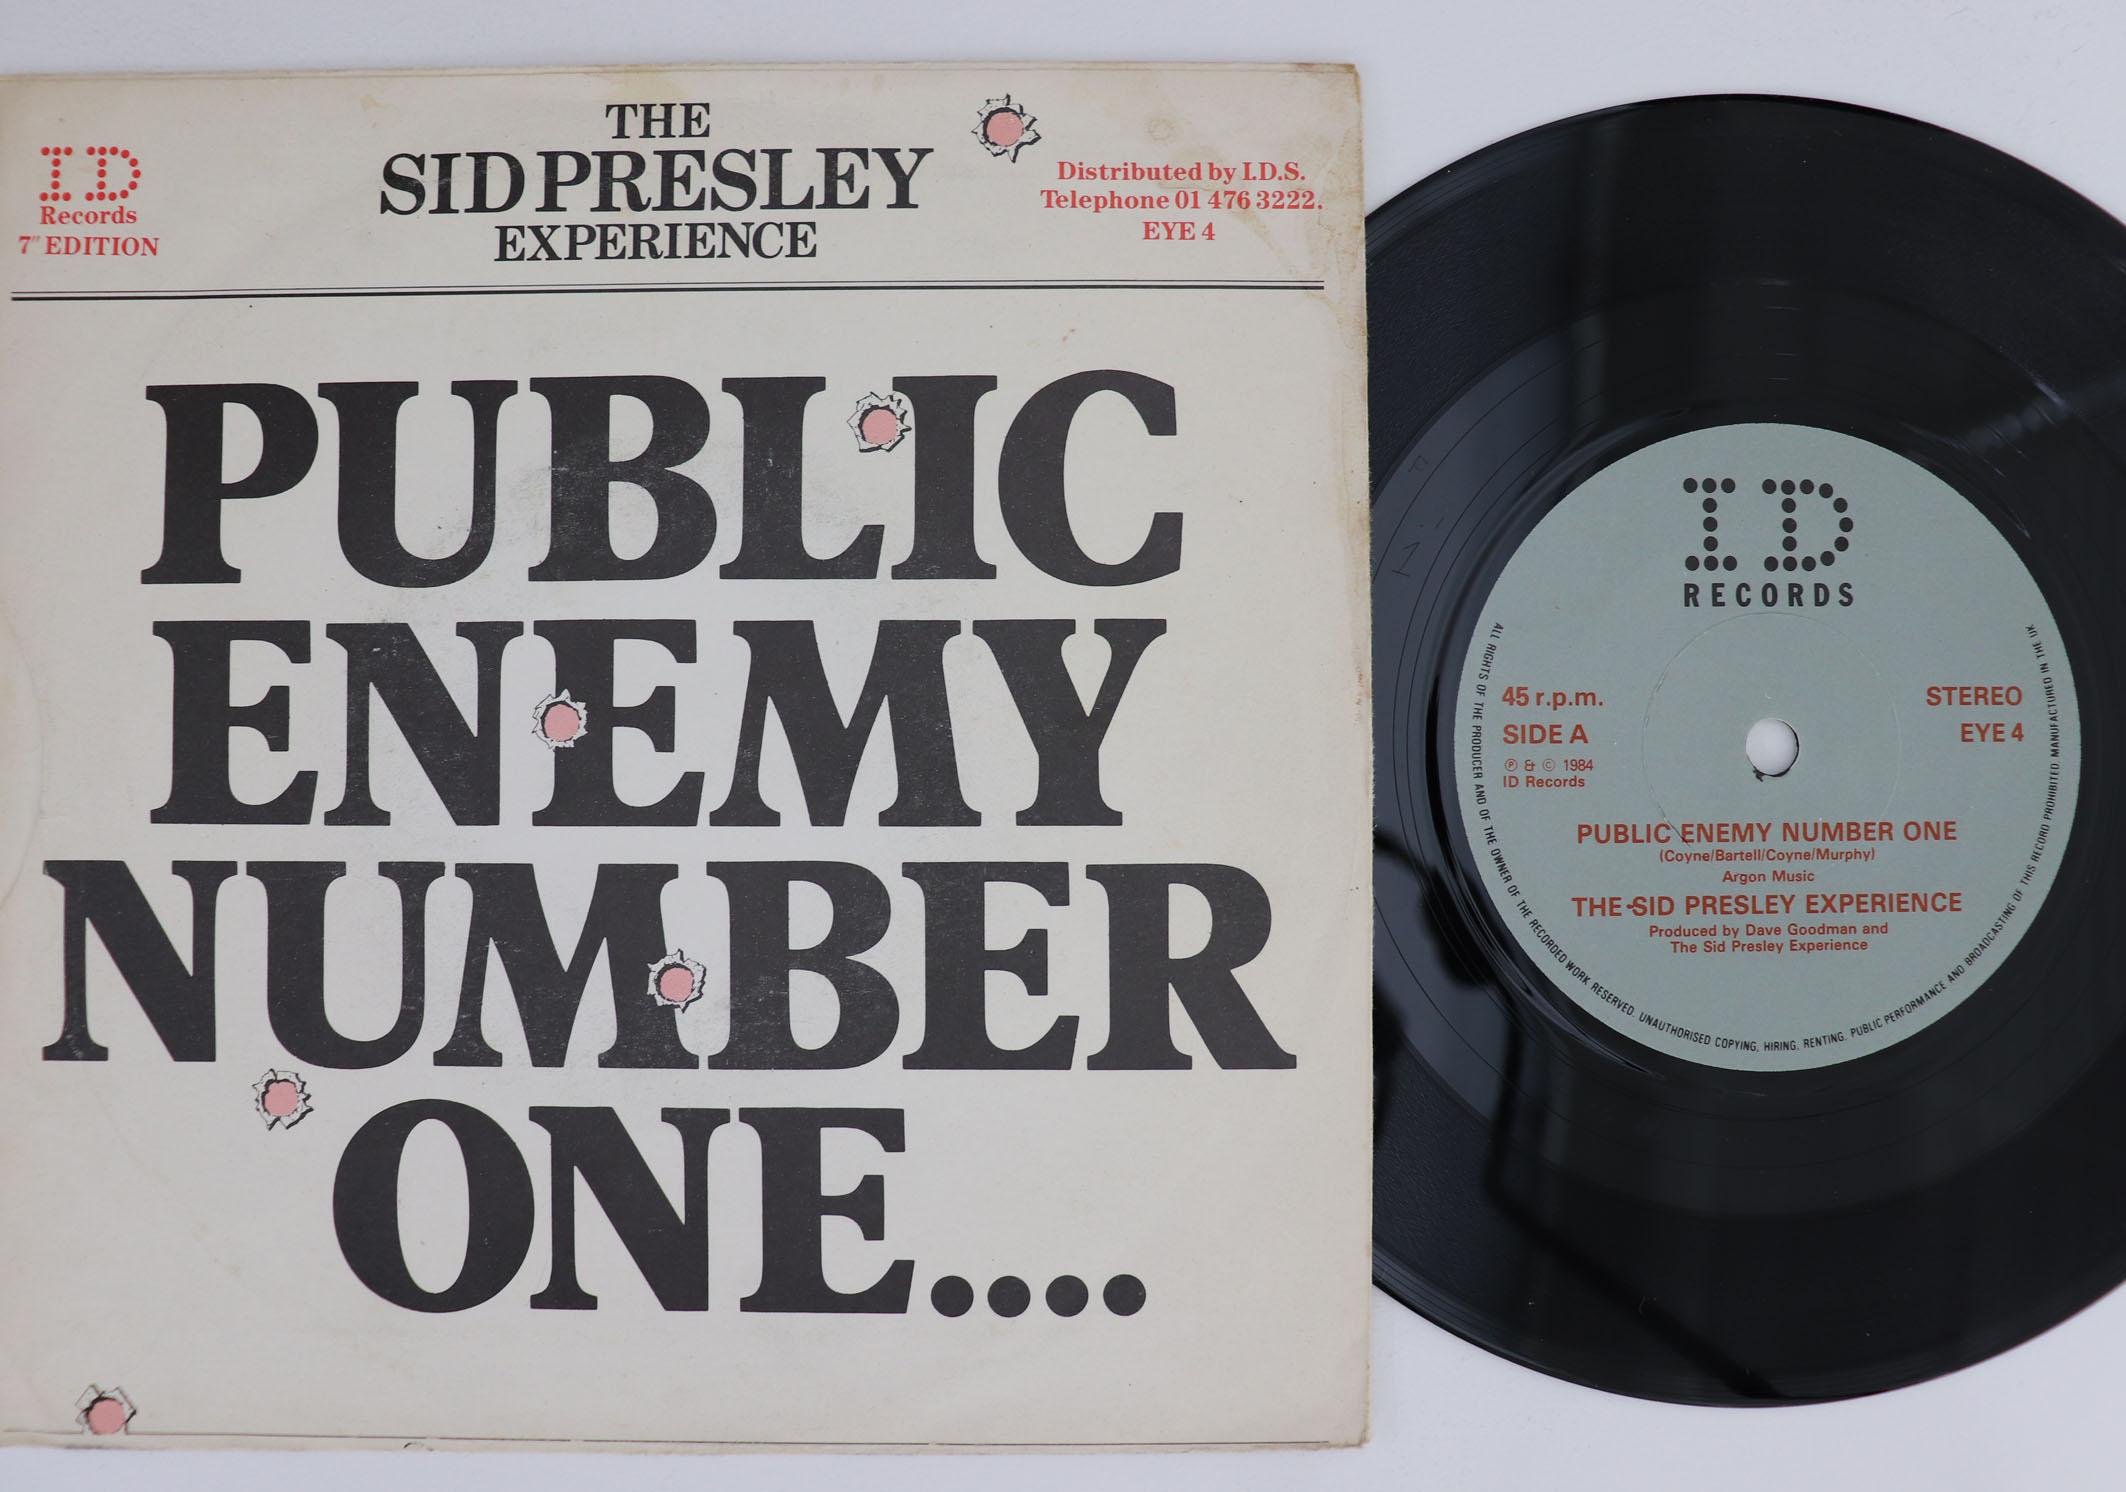 ID
Records
7" EDITION
THE
SID PRESLEY
EXPERIENCE
Distributed by I.D.S.
Telephone 01 476 3222.
EYE 4
PUBLIC
ENEMY
NUMBER
ONE....
ID
RECORDS
45 r.p.m.
SIDE A
℗ & © 1984
ID Records
STEREO
EYE 4
PUBLIC ENEMY NUMBER ONE
(Coyne/Bartell/Coyne/Murphy)
Argon Music
THE SID PRESLEY EXPERIENCE
Produced by Dave Goodman and
The Sid Presley Experience
ALL RIGHTS OF THE PRODUCER AND OF THE OWNER OF THE RECORDED WORK RESERVED. UNAUTHORISED COPYING, HIRING, RENTING, PUBLIC PERFORMANCE AND BROADCASTING OF THIS RECORD PROHIBITED. MANUFACTURED IN THE UK